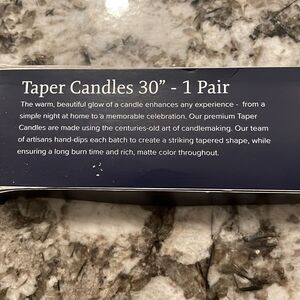 Taper Candles 30” - 1 Pair
The warm, beautiful glow of a candle enhances any experience - from a
simple night at home to a memorable celebration. Our premium Taper
Candles are made using the centuries-old art of candlemaking. Our team
of artisans hand-dips each batch to create a striking tapered shape, while
ensuring a long burn time and rich, matte color throughout.